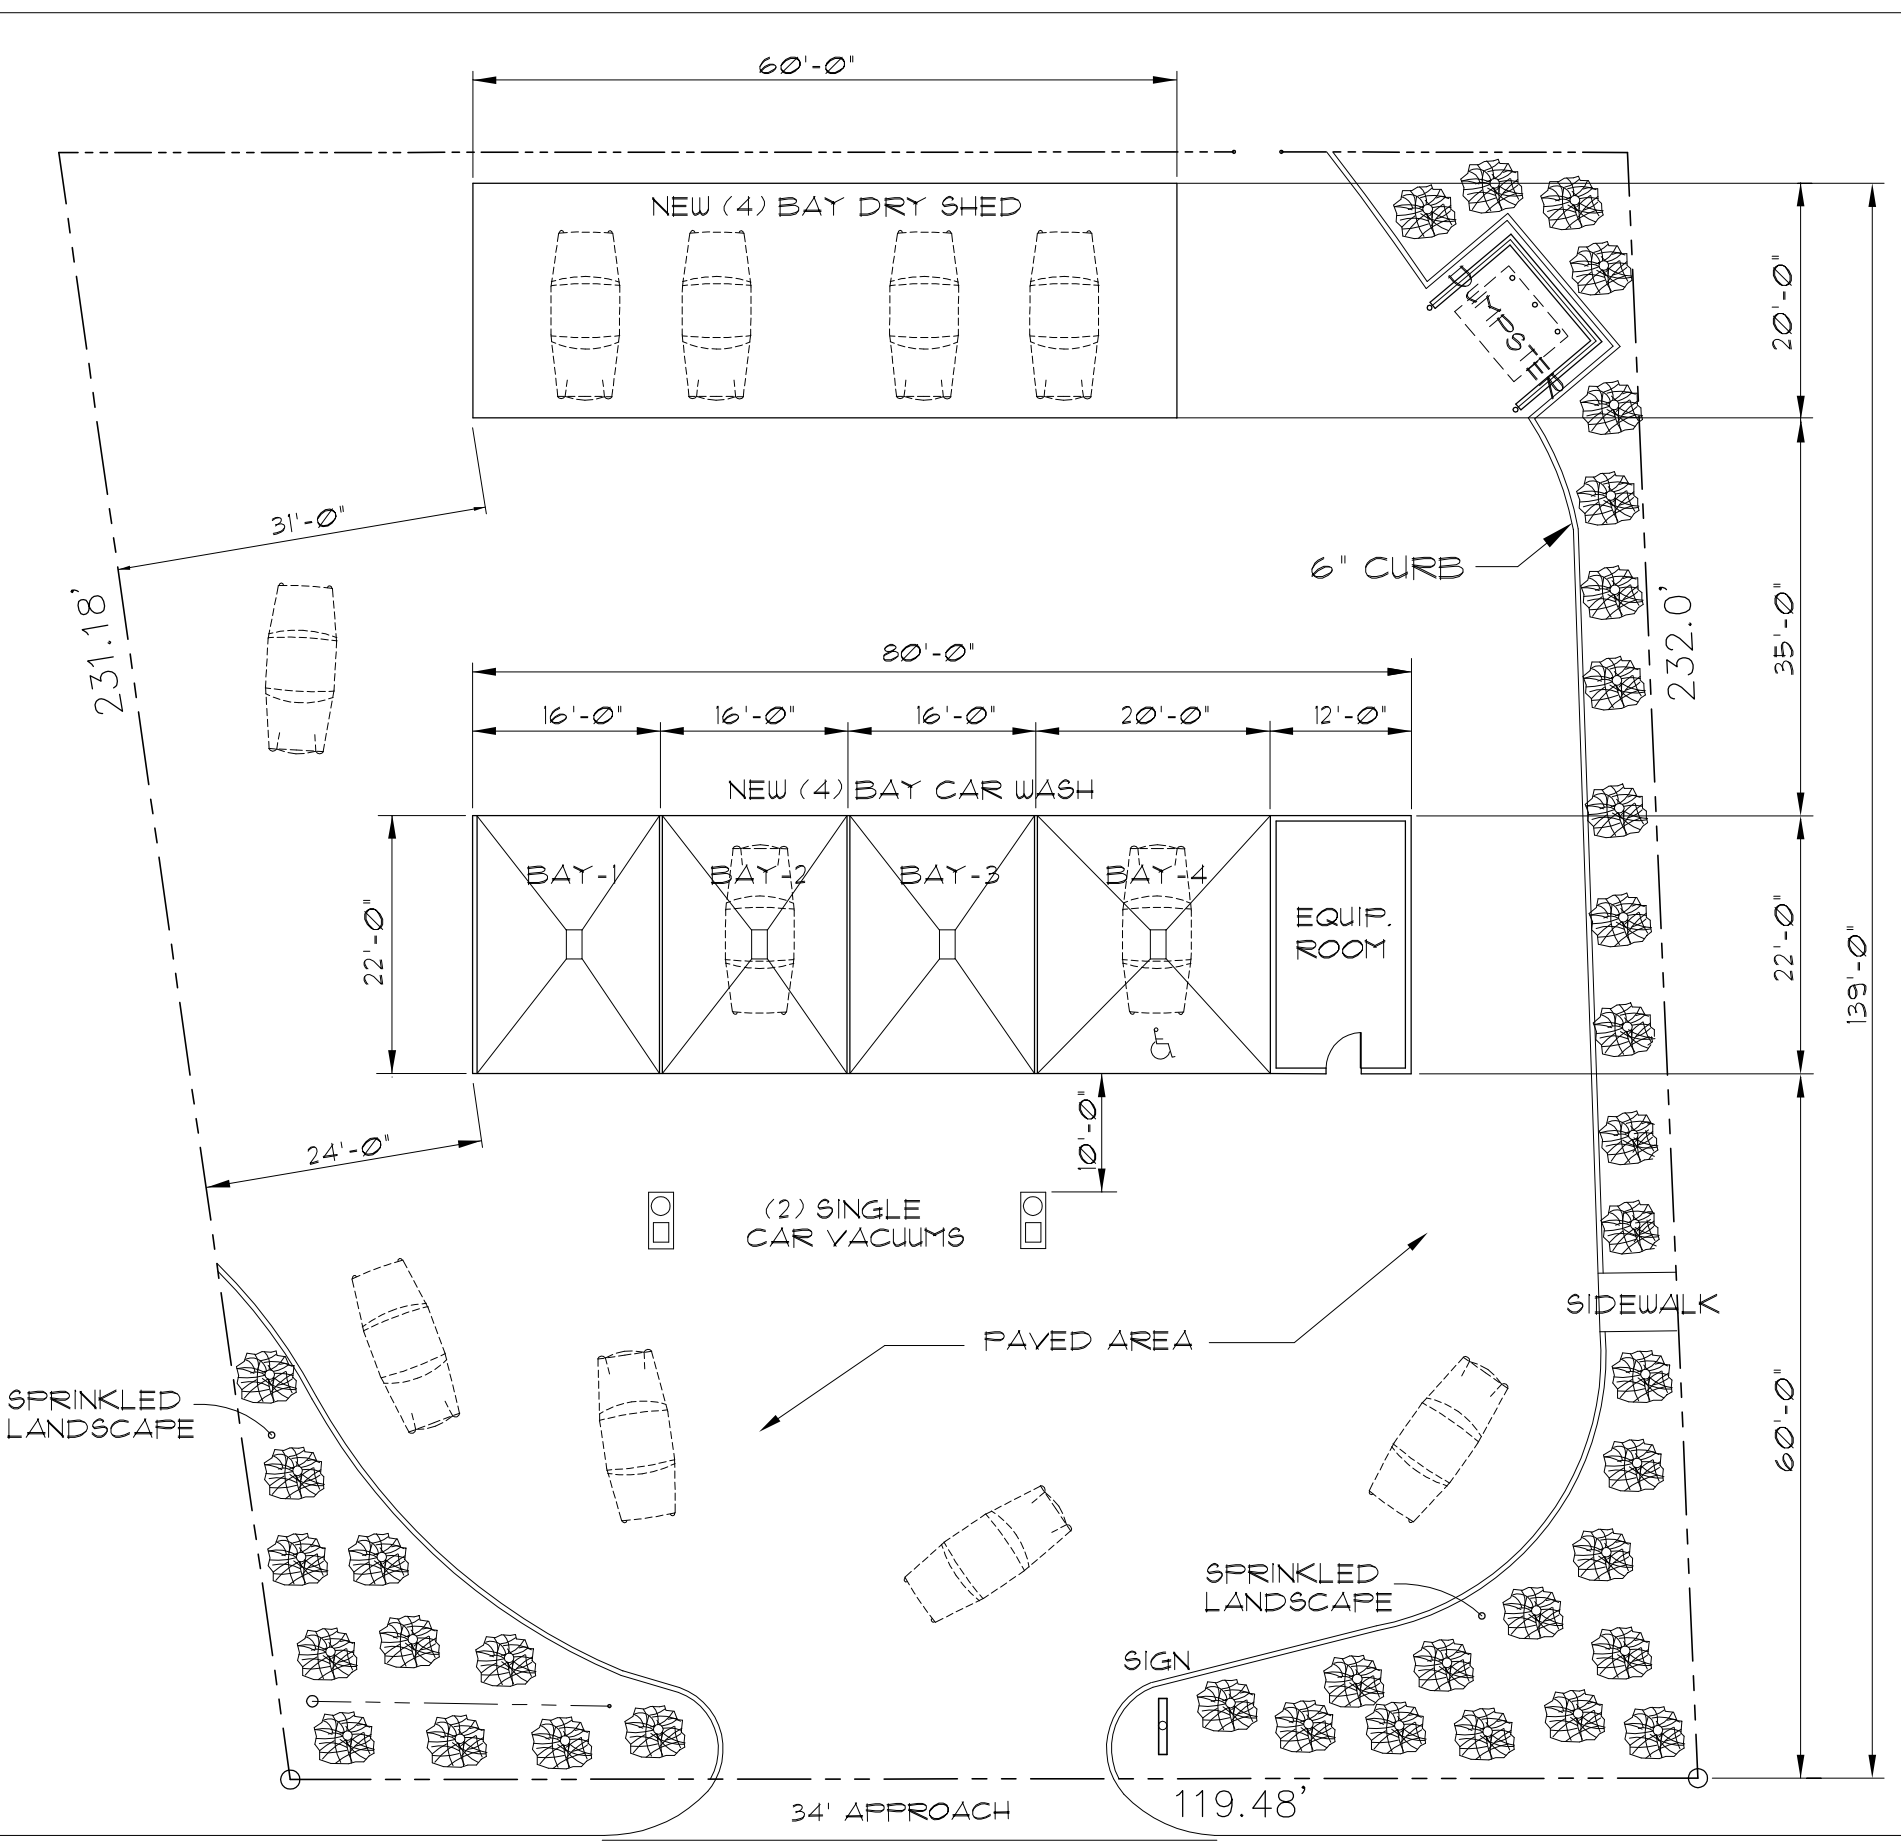 60'-0"
NEW (4) BAY DRY SHED
DUMPSTER
20'-0"
31'-0"
6" CURB
231.18'
232.0'
35'-0"
80'-0"
16'-0" 16'-0" 16'-0" 20'-0" 12'-0"
NEW (4) BAY CAR WASH
BAY-1 BAY-2 BAY-3 BAY-4
EQUIP.
ROOM
22'-0"
22'-0"
139'-0"
10'-0"
24'-0"
(2) SINGLE
CAR VACUUMS
SIDEWALK
PAVED AREA
SPRINKLED
LANDSCAPE
60'-0"
SPRINKLED
LANDSCAPE
SIGN
34' APPROACH
119.48'